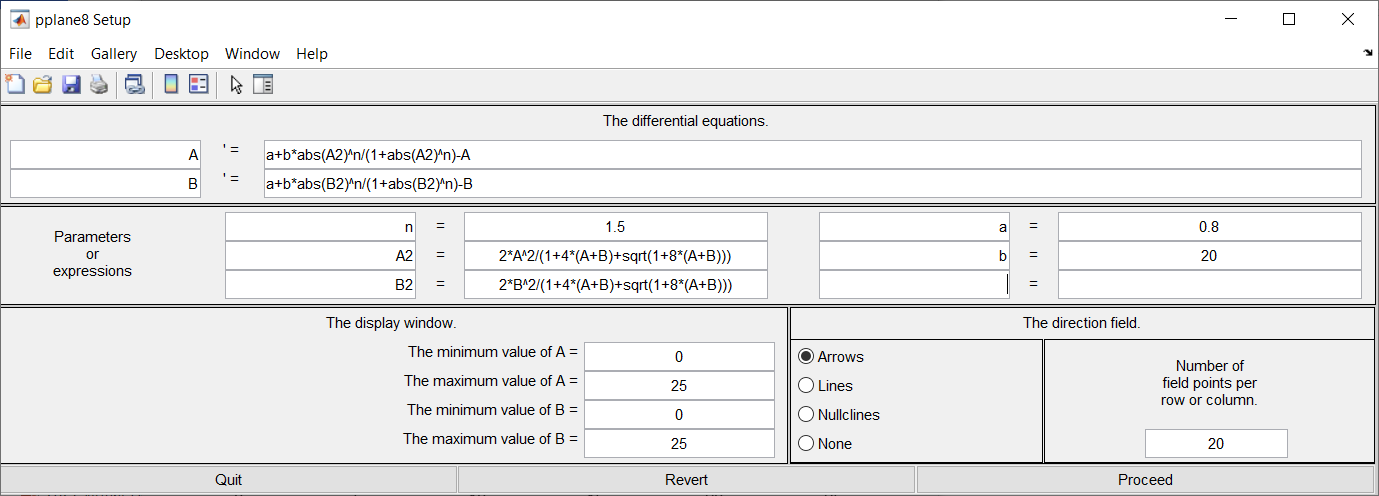 pplane8 Setup
File Edit Gallery Desktop Window Help
The differential equations.
A ' = a+b*abs(A2)^n/(1+abs(A2)^n)-A
B ' = a+b*abs(B2)^n/(1+abs(B2)^n)-B
Parameters
or
expressions
n = 1.5 a = 0.8
A2 = 2*A^2/(1+4*(A+B)+sqrt(1+8*(A+B))) b = 20
B2 = 2*B^2/(1+4*(A+B)+sqrt(1+8*(A+B))) =
The display window.
The minimum value of A = 0
The maximum value of A = 25
The minimum value of B = 0
The maximum value of B = 25
The direction field.
Arrows
Lines
Nullclines
None
Number of
field points per
row or column.
20
Quit Revert Proceed